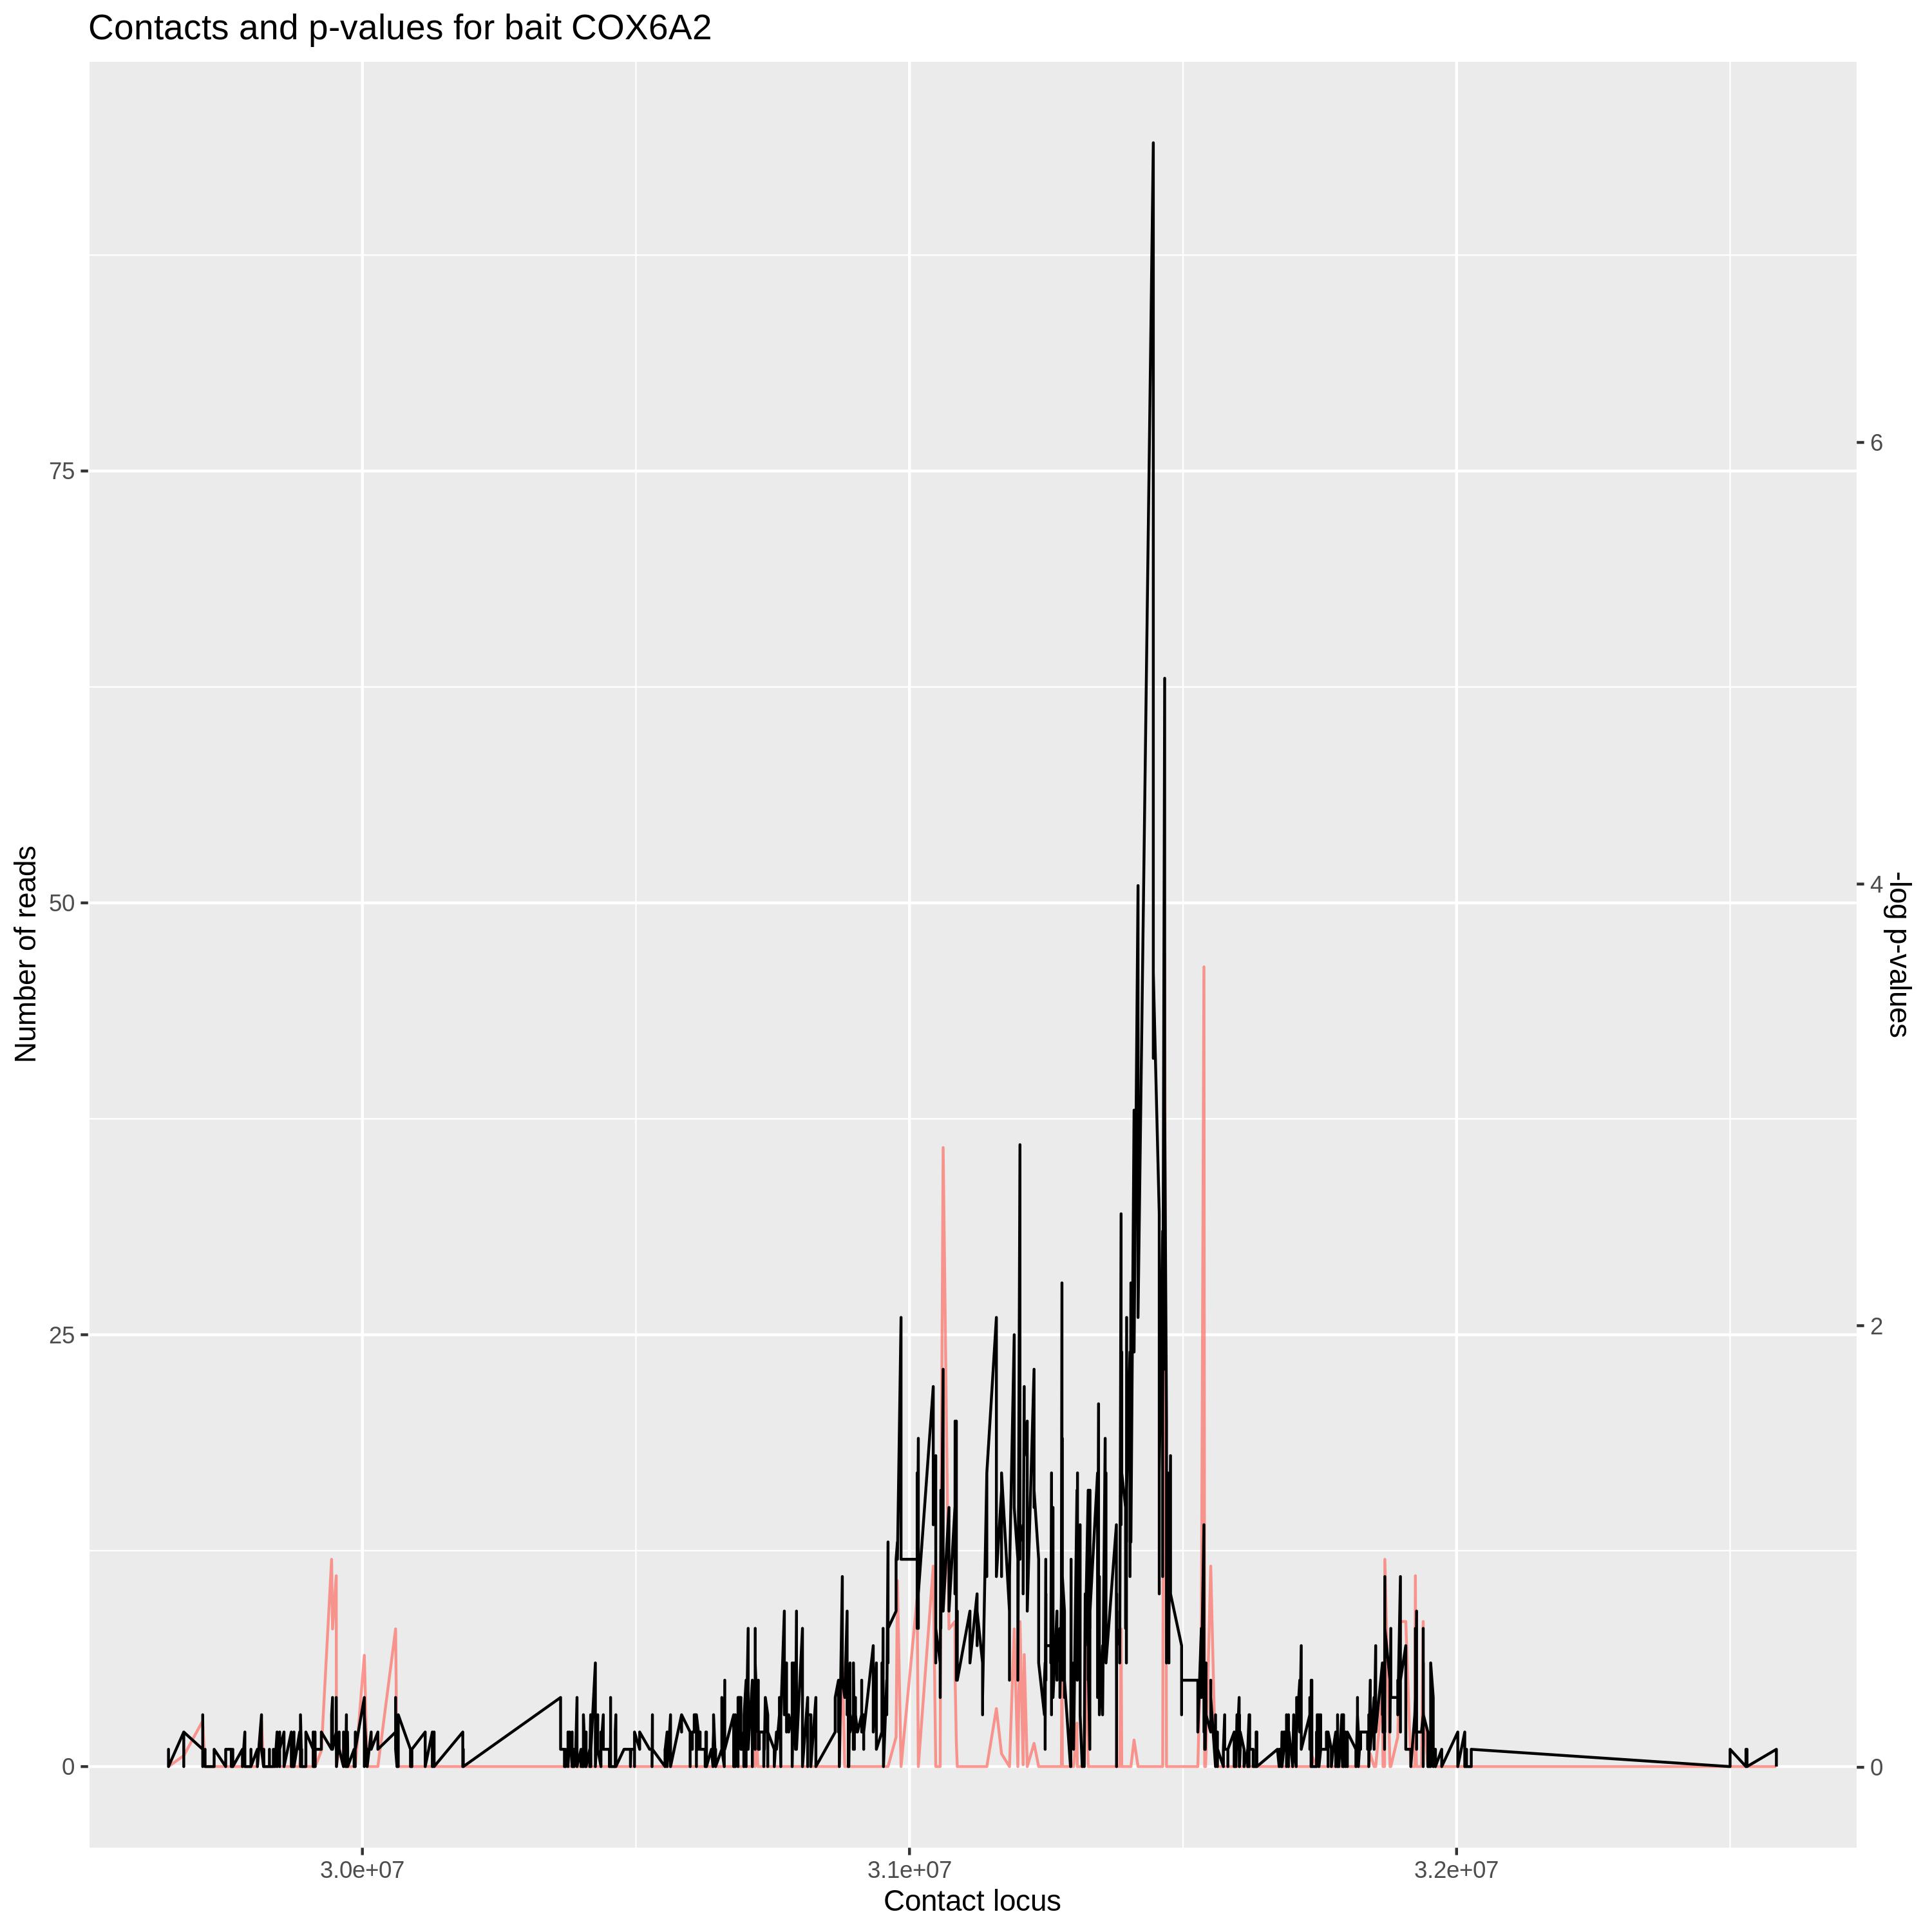 Contacts and p-values for bait COX6A2
75
50
25
0
Number of reads
6
4
2
0
-log p-values
3.0e+07
3.1e+07
3.2e+07
Contact locus